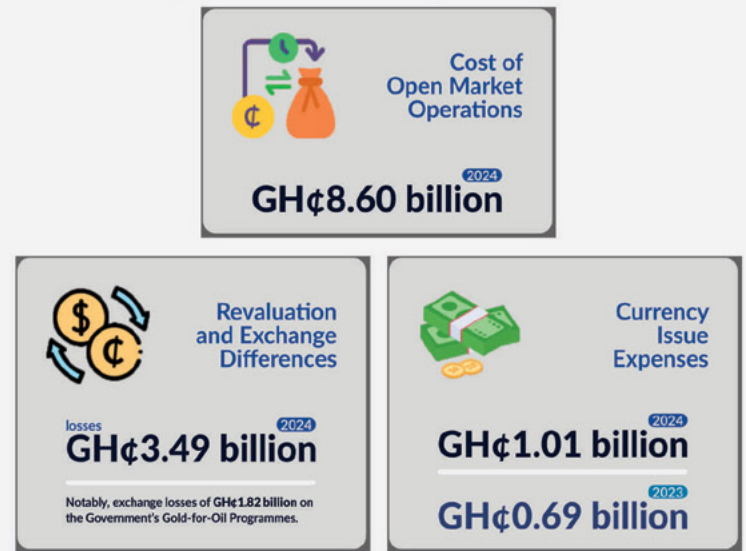 Cost of
Open Market
Operations
2024
GH¢8.60 billion
Revaluation
and Exchange
Differences
losses
2024
GH¢3.49 billion
Notably, exchange losses of GH¢1.82 billion on
the Government's Gold-for-Oil Programmes.
Currency
Issue
Expenses
2024
GH¢1.01 billion
2023
GH¢0.69 billion